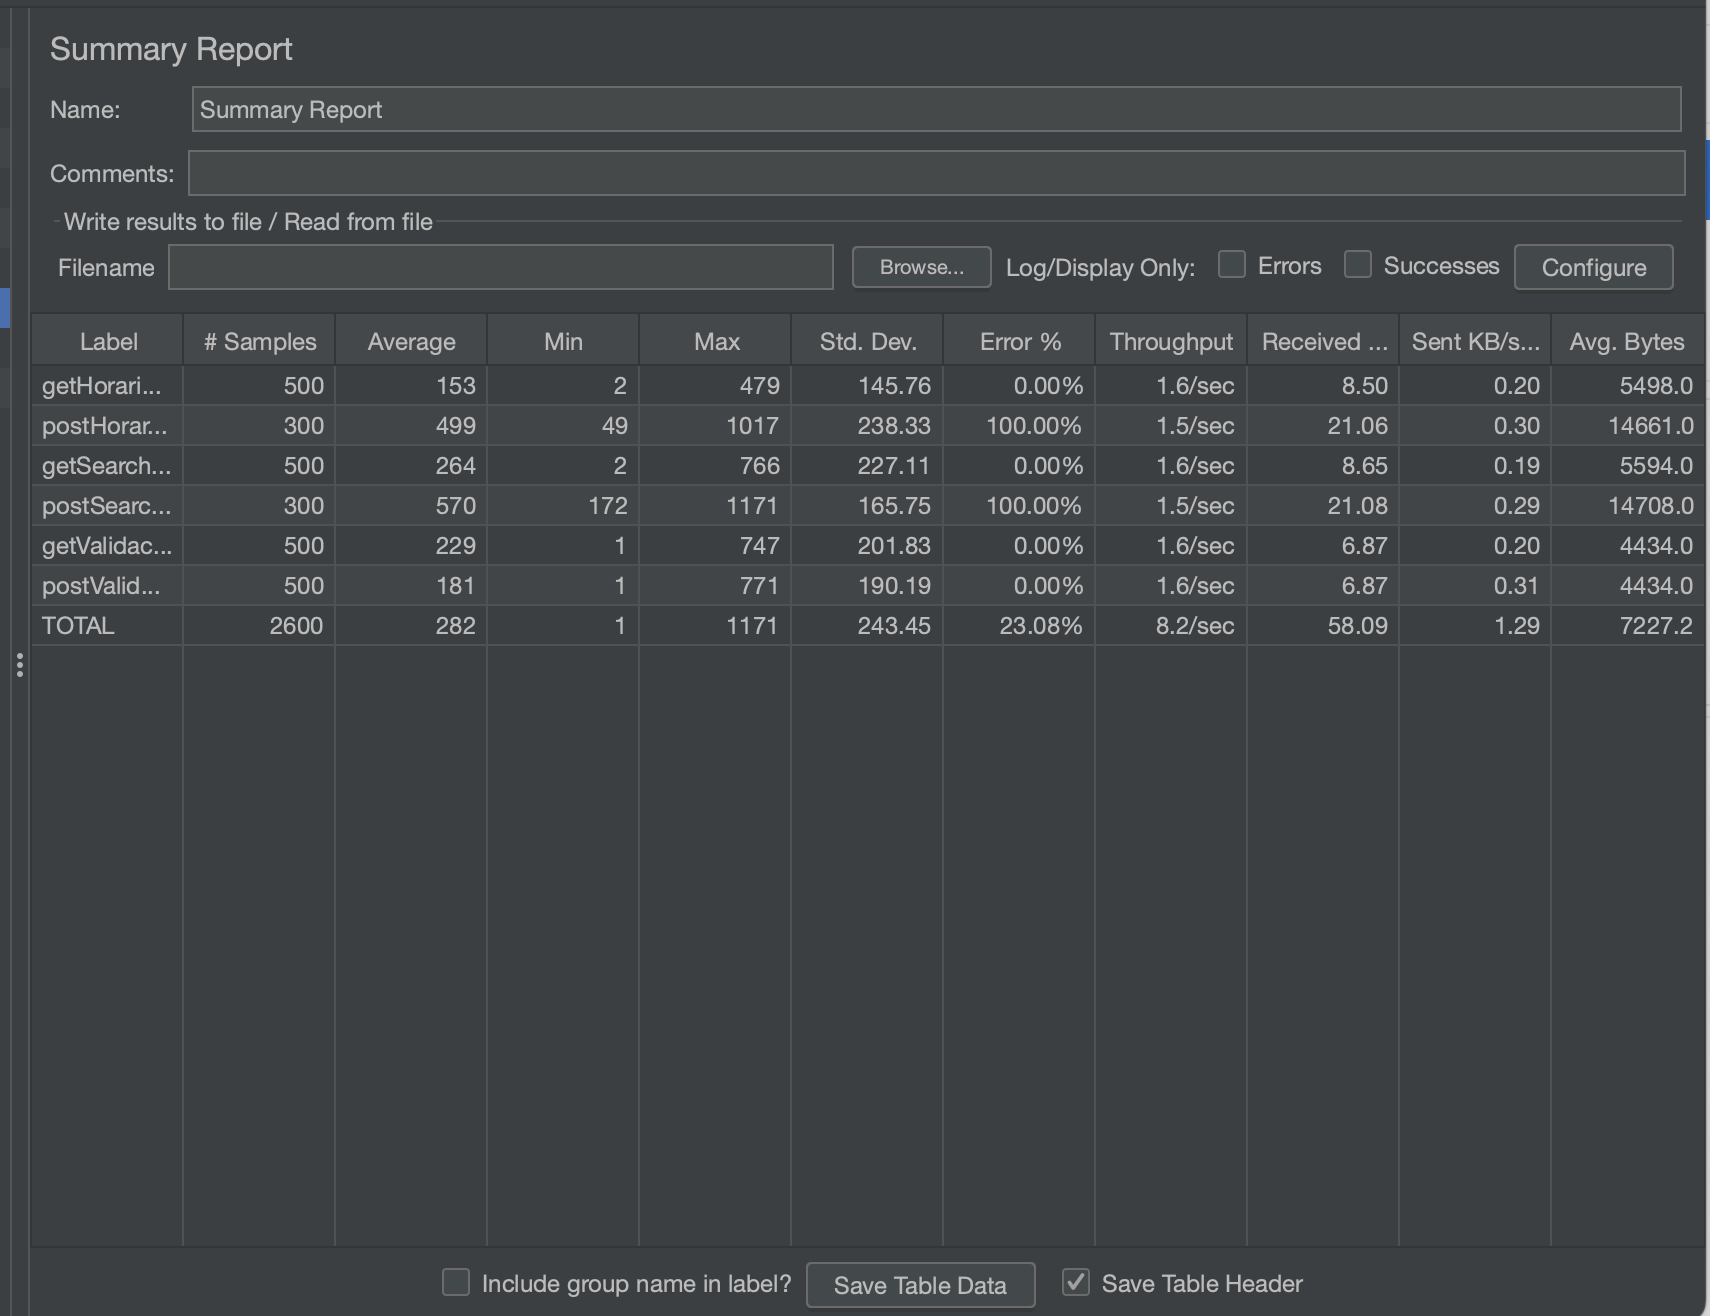 Summary Report
Name: Summary Report
Comments:
Write results to file / Read from file
Filename Browse... Log/Display Only: Errors Successes Configure
Label # Samples Average Min Max Std. Dev. Error % Throughput Received ... Sent KB/s... Avg. Bytes
getHorari... 500 153 2 479 145.76 0.00% 1.6/sec 8.50 0.20 5498.0
postHorar... 300 499 49 1017 238.33 100.00% 1.5/sec 21.06 0.30 14661.0
getSearch... 500 264 2 766 227.11 0.00% 1.6/sec 8.65 0.19 5594.0
postSearc... 300 570 172 1171 165.75 100.00% 1.5/sec 21.08 0.29 14708.0
getValidac... 500 229 1 747 201.83 0.00% 1.6/sec 6.87 0.20 4434.0
postValid... 500 181 1 771 190.19 0.00% 1.6/sec 6.87 0.31 4434.0
TOTAL 2600 282 1 1171 243.45 23.08% 8.2/sec 58.09 1.29 7227.2
Include group name in label? Save Table Data Save Table Header